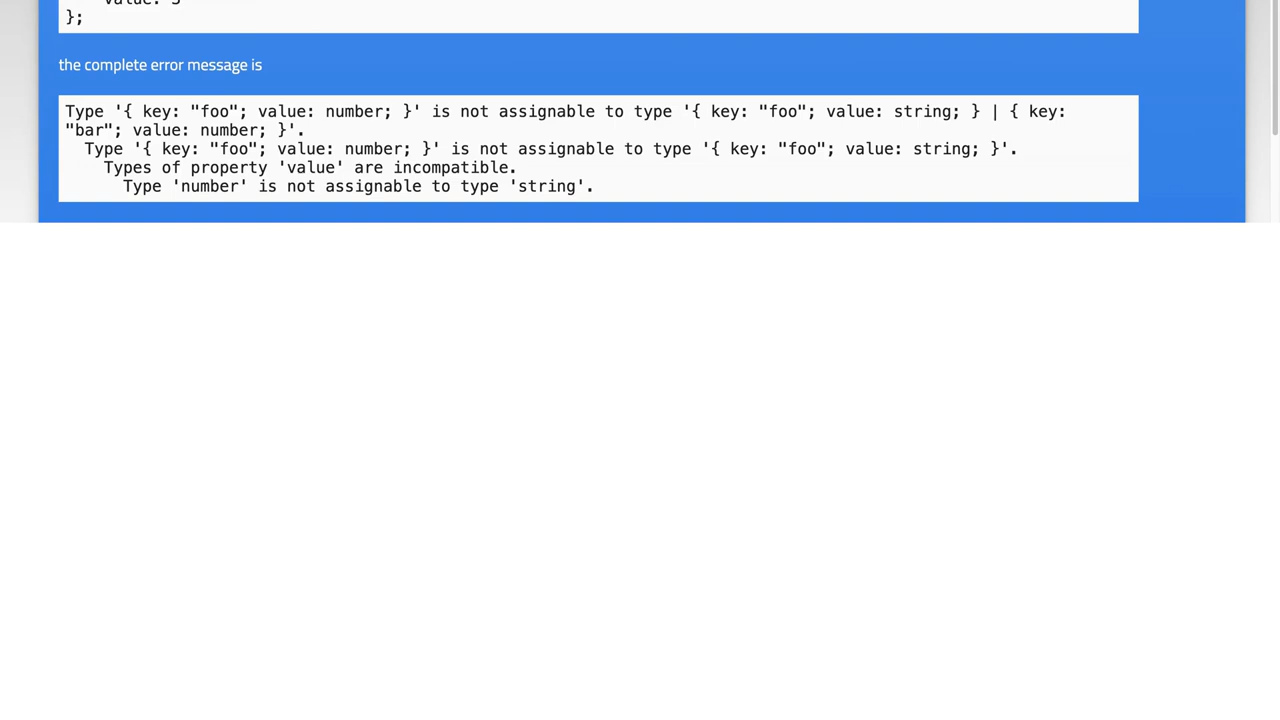 };
the complete error message is
Type '{ key: "foo"; value: number; }' is not assignable to type '{ key: "foo"; value: string; } | { key:
"bar"; value: number; }'.
  Type '{ key: "foo"; value: number; }' is not assignable to type '{ key: "foo"; value: string; }'.
    Types of property 'value' are incompatible.
      Type 'number' is not assignable to type 'string'.